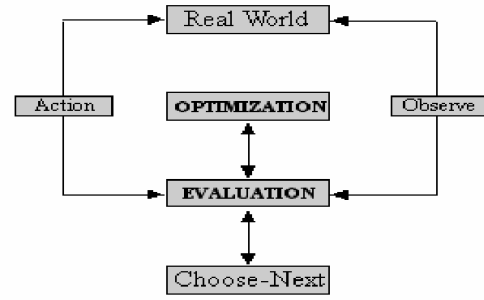 Real World
Action
OPTIMIZATION
Observe
EVALUATION
Choose-Next